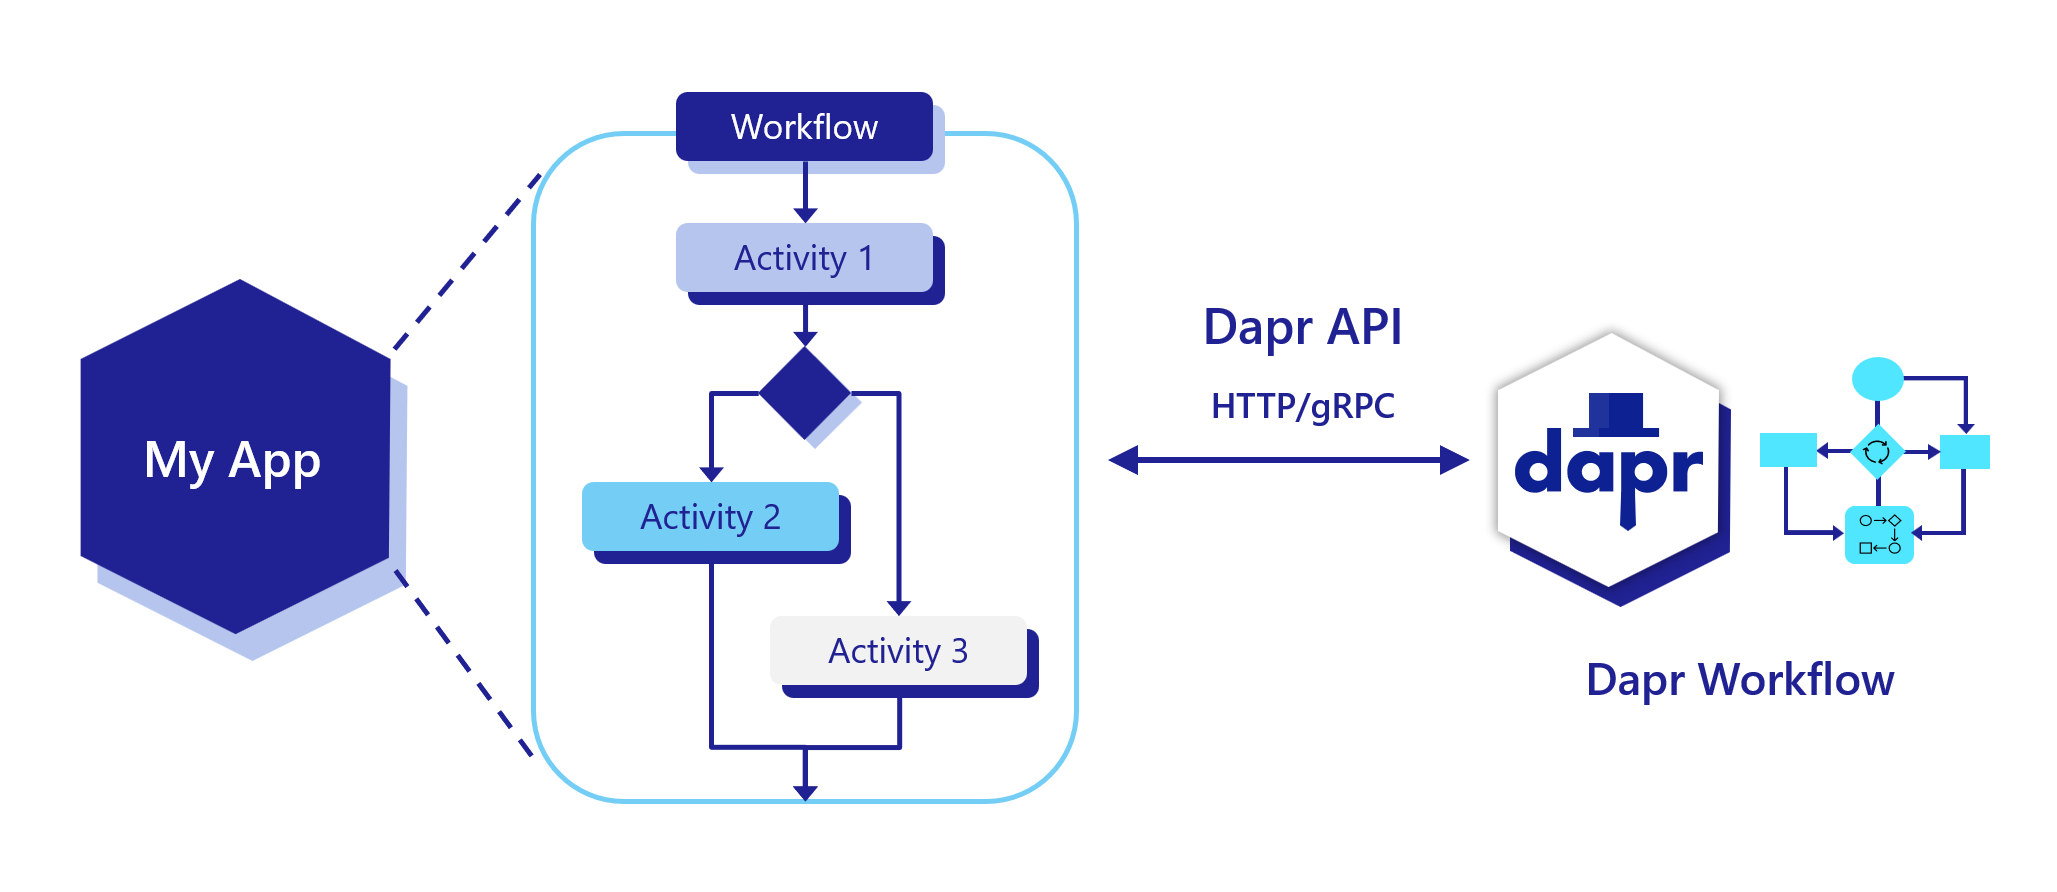 Workflow
Activity 1
My App
Activity 2
Activity 3
Dapr API
HTTP/gRPC
dapr
Dapr Workflow